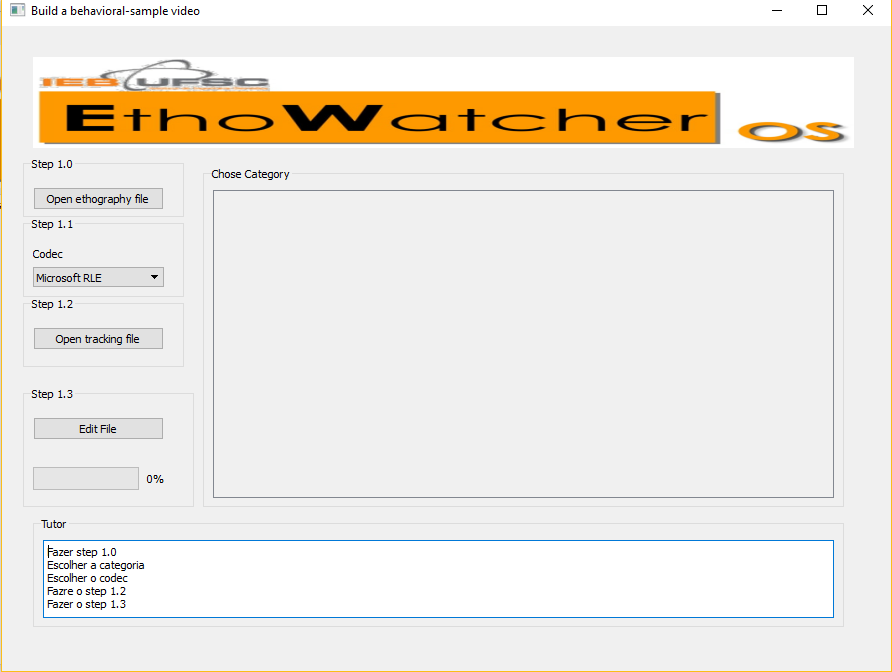 Build a behavioral-sample video
IEB UFSC
EthoWatcher OS
Step 1.0
Open ethography file
Step 1.1
Codec
Microsoft RLE
Step 1.2
Open tracking file
Step 1.3
Edit File
0%
Chose Category
Tutor
Fazer step 1.0
Escolher a categoria
Escolher o codec
Fazre o step 1.2
Fazer o step 1.3